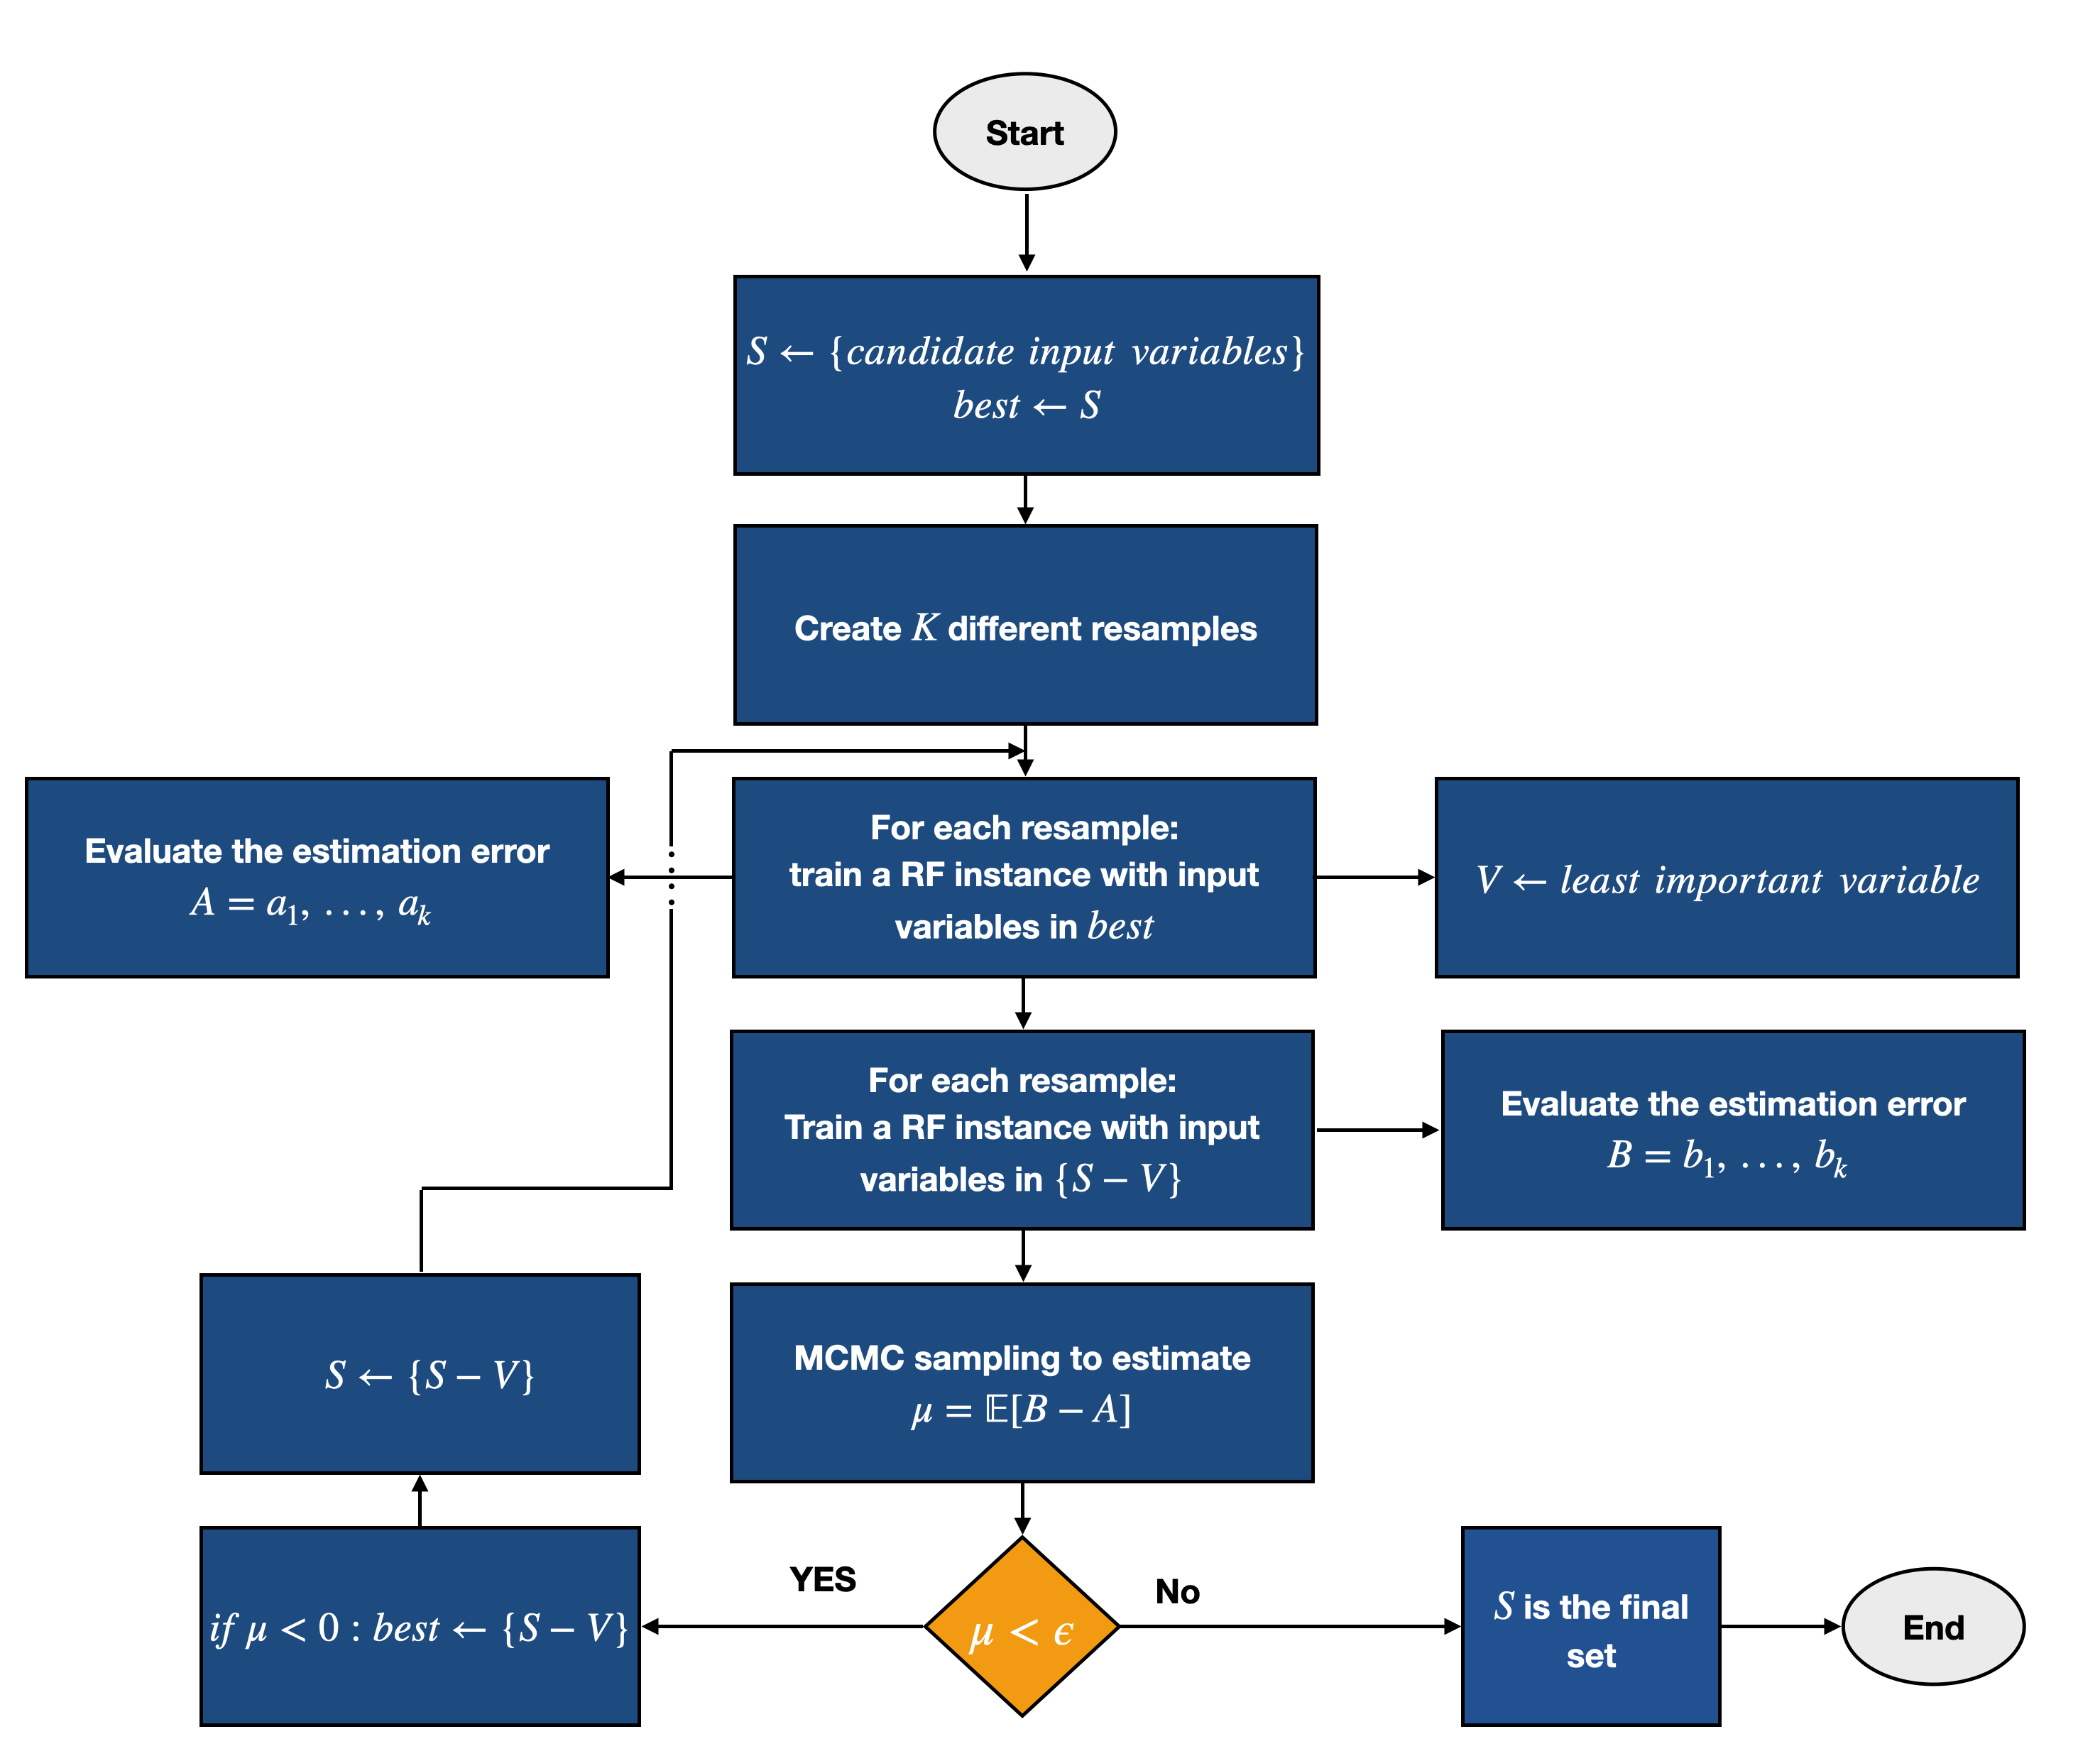 Start
S ← {candidate input variables}
best ← S
Create K different resamples
Evaluate the estimation error
A = a₁, …, aₖ
For each resample:
train a RF instance with input
variables in best
V ← least important variable
For each resample:
Train a RF instance with input
variables in {S − V}
Evaluate the estimation error
B = b₁, …, bₖ
S ← {S − V}
MCMC sampling to estimate
μ = 𝔼[B − A]
if μ < 0 : best ← {S − V}
YES
μ < ϵ
No
S is the final
set
End